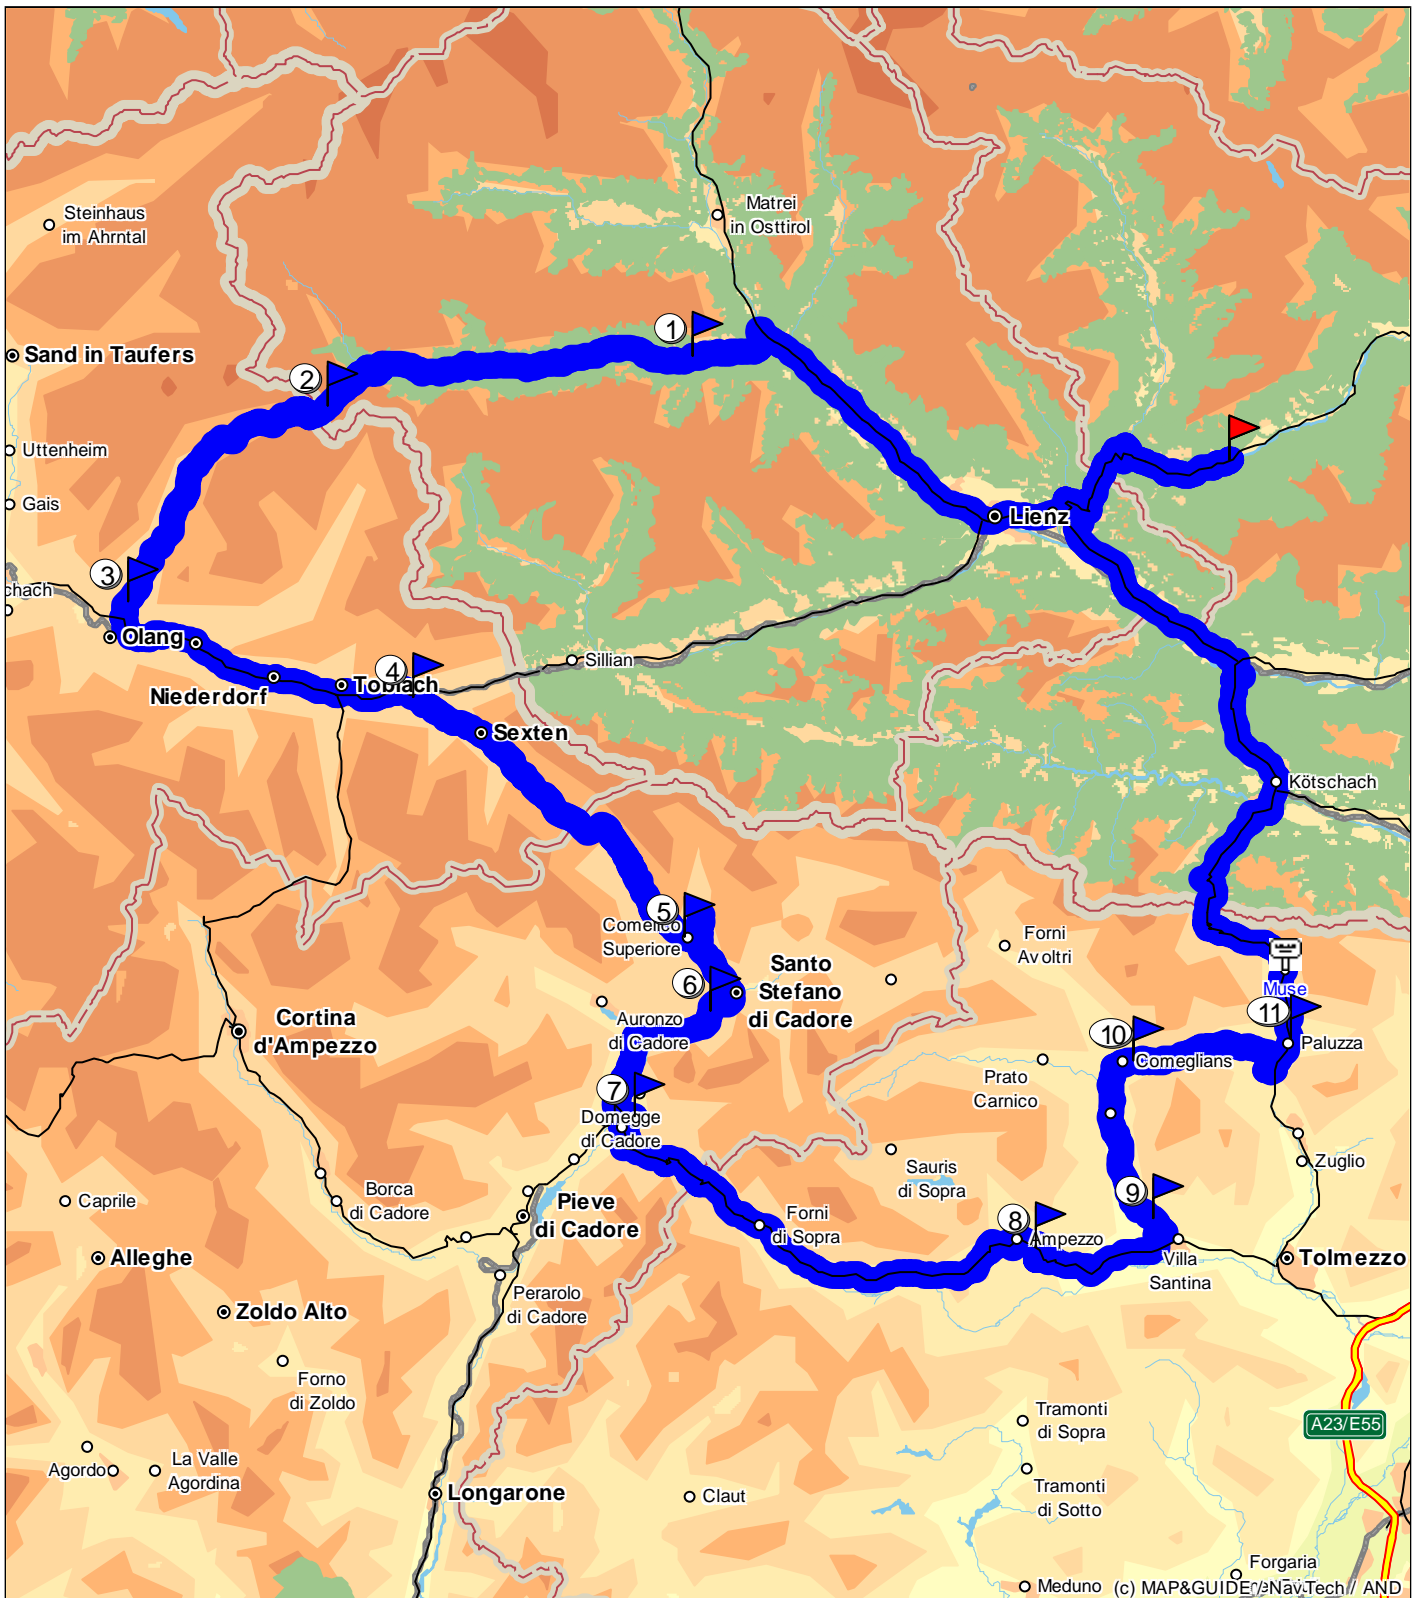 Matrei
in Osttirol
Steinhaus
im Ahrntal
1
Sand in Taufers
2
Uttenheim
Gais
Lienz
3
chach
Olang
Sillian
4
Toblach
Niederdorf
Sexten
Kötschach
5
Comelico
Superiore
Forni
Avoltri
6
Santo
Stefano
di Cadore
Muse
11
Cortina
d'Ampezzo
Auronzo
di Cadore
10
Paluzza
Comeglians
Prato
Carnico
7
Domegge
di Cadore
Zuglio
Sauris
di Sopra
9
Caprile
Borca
di Cadore
Pieve
di Cadore
Forni
di Sopra
8
Ampezzo
Villa
Santina
Tolmezzo
Alleghe
Perarolo
di Cadore
Zoldo Alto
Forno
di Zoldo
Tramonti
di Sopra
A23/E55
Agordo
La Valle
Agordina
Longarone
Claut
Tramonti
di Sotto
Forgaria
Meduno
(c) MAP&GUIDE / NavTech / AND